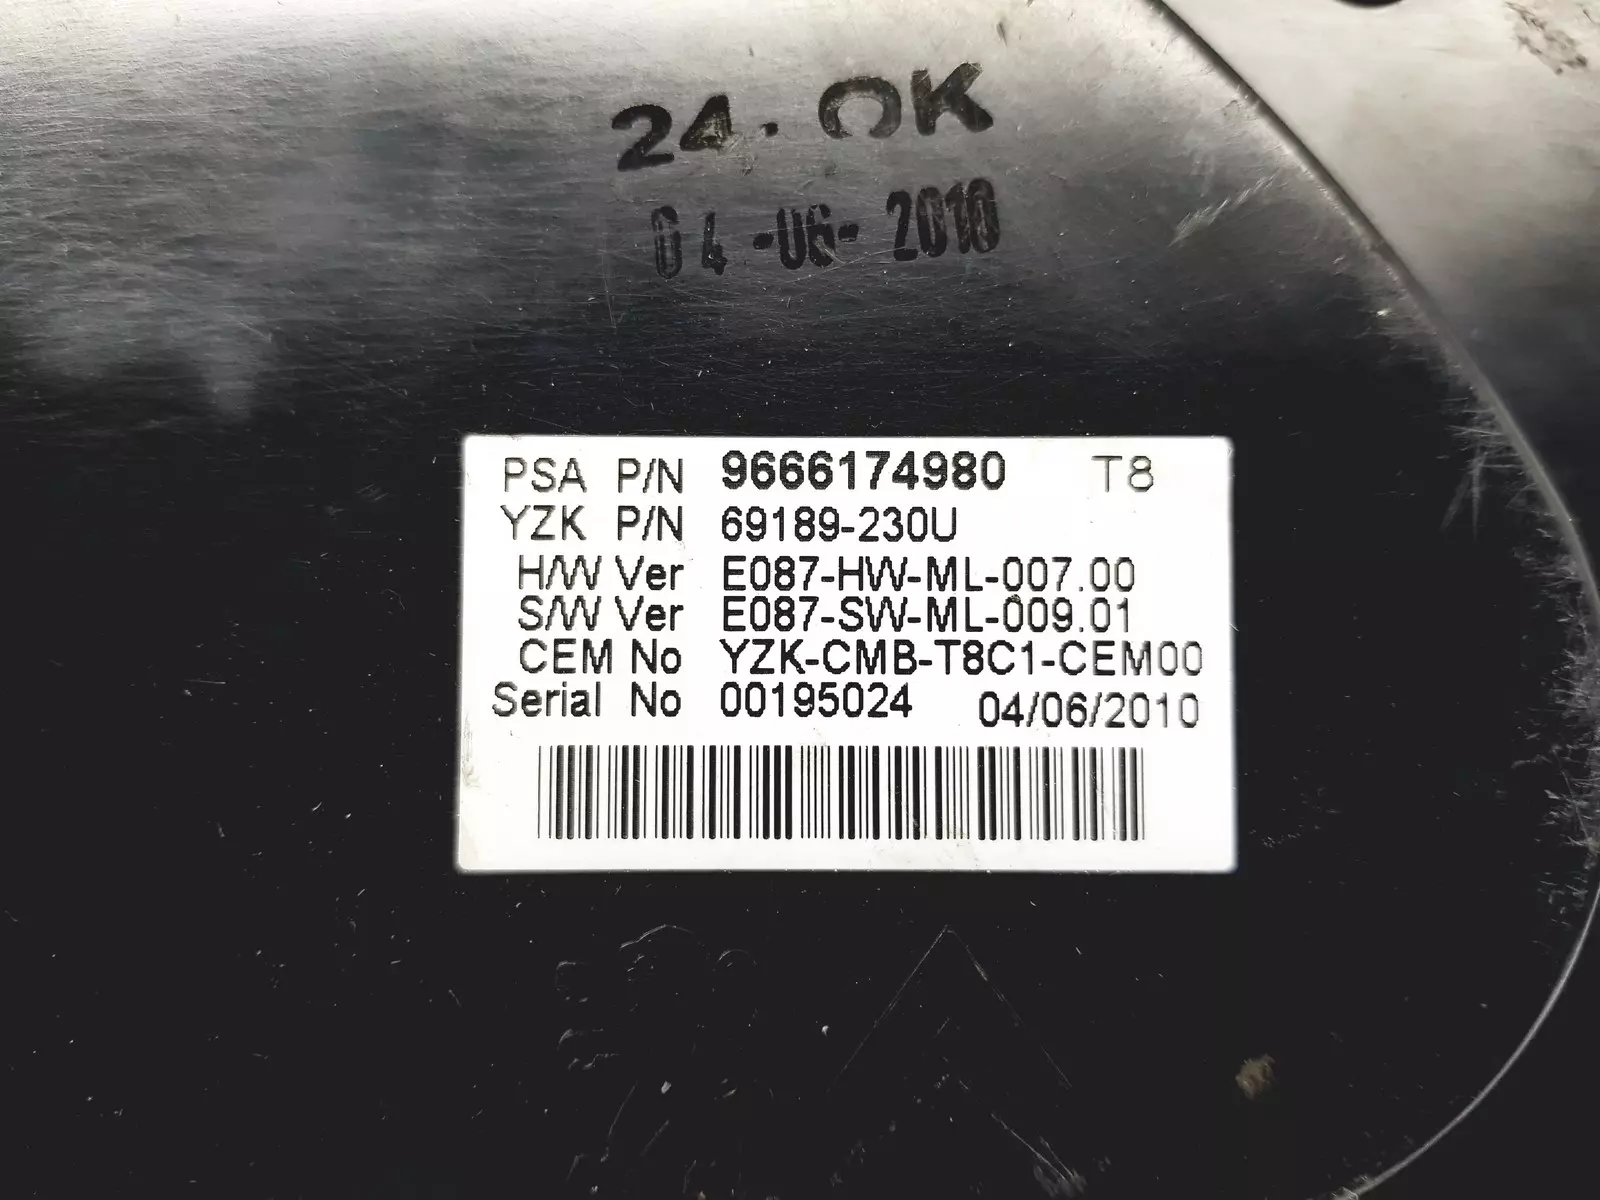 24. OK
04-06-2010
PSA P/N 9666174980 T8
YZK P/N 69189-230U
H/W Ver E087-HW-ML-007.00
S/W Ver E087-SW-ML-009.01
CEM No YZK-CMB-T8C1-CEM00
Serial No 00195024 04/06/2010